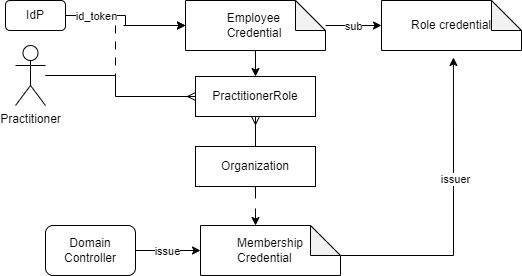 IdP
id_token
Employee
Credential
sub
Role credential
Practitioner
PractitionerRole
Organization
issuer
Domain
Controller
issue
Membership
Credential